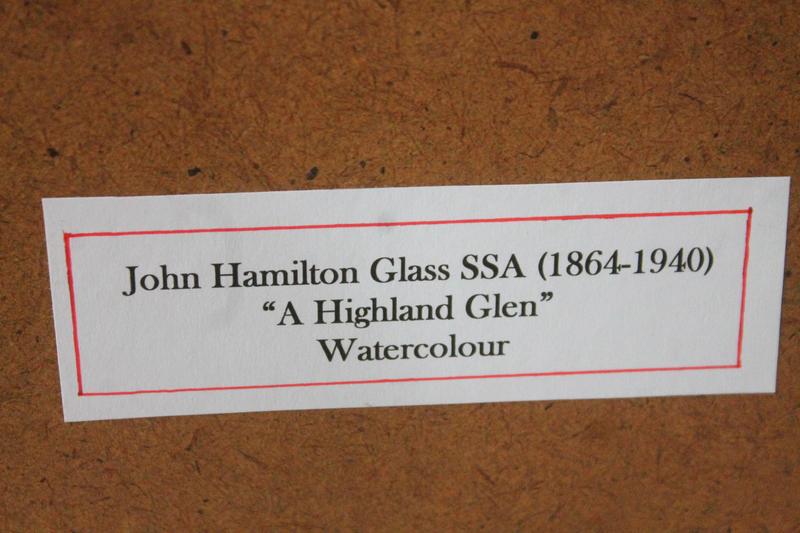 John Hamilton Glass SSA (1864-1940)
“A Highland Glen”
Watercolour